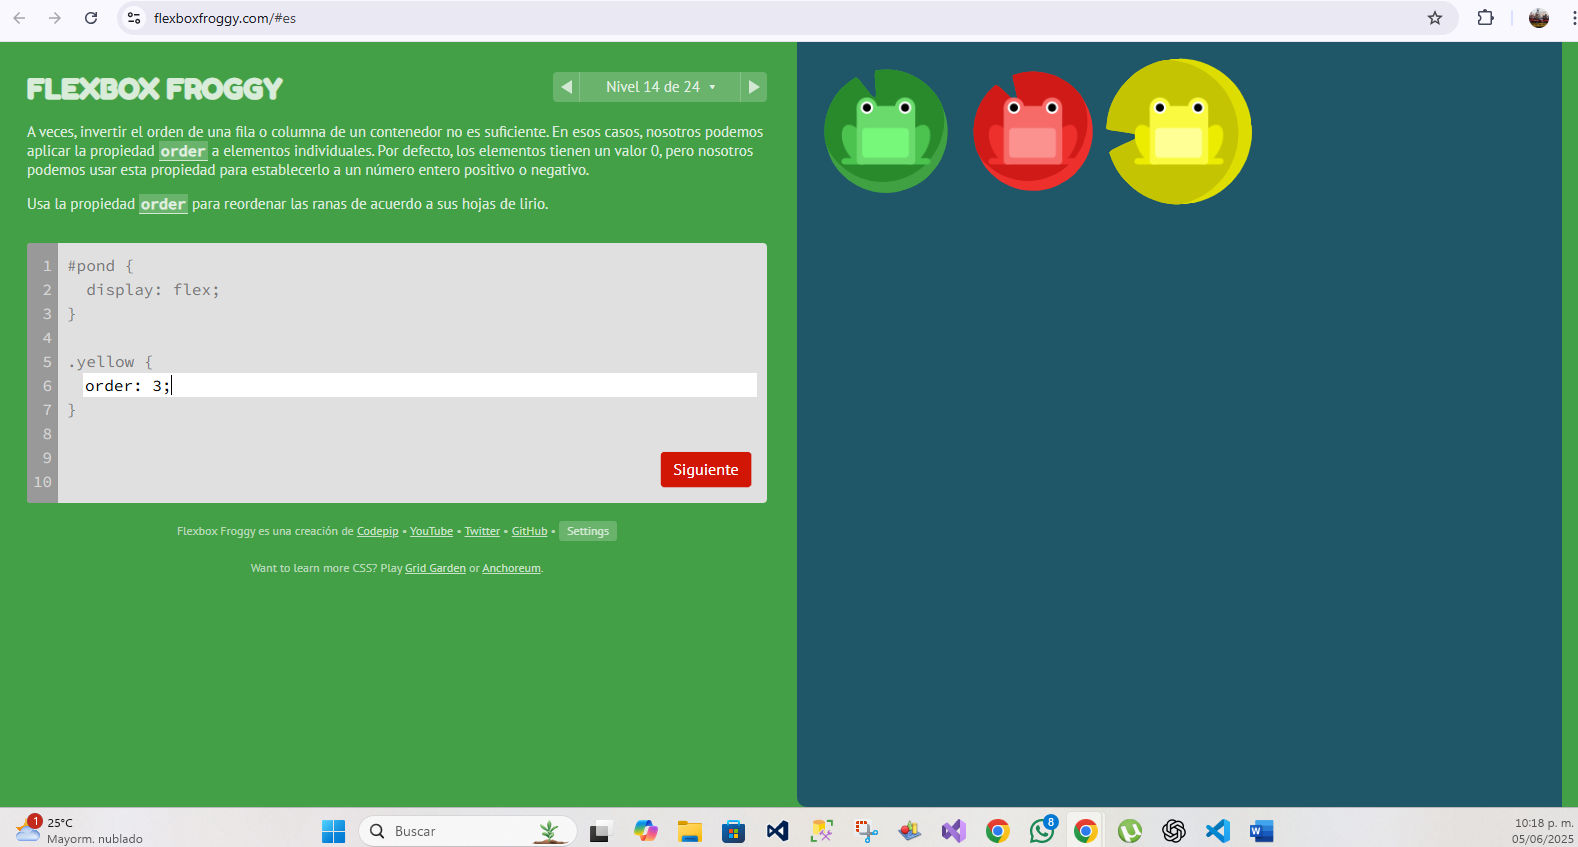 flexboxfroggy.com/#es
FLEXBOX FROGGY
Nivel 14 de 24
A veces, invertir el orden de una fila o columna de un contenedor no es suficiente. En esos casos, nosotros podemos
aplicar la propiedad order a elementos individuales. Por defecto, los elementos tienen un valor 0, pero nosotros
podemos usar esta propiedad para establecerlo a un número entero positivo o negativo.
Usa la propiedad order para reordenar las ranas de acuerdo a sus hojas de lirio.
1 #pond {
2 display: flex;
3 }
4
5 .yellow {
6 order: 3;
7 }
8
9
10
Siguiente
Flexbox Froggy es una creación de Codepip • YouTube • Twitter • GitHub • Settings
Want to learn more CSS? Play Grid Garden or Anchoreum.
1
25°C
Mayorm. nublado
Buscar
8
W
10:18 p. m.
05/06/2025